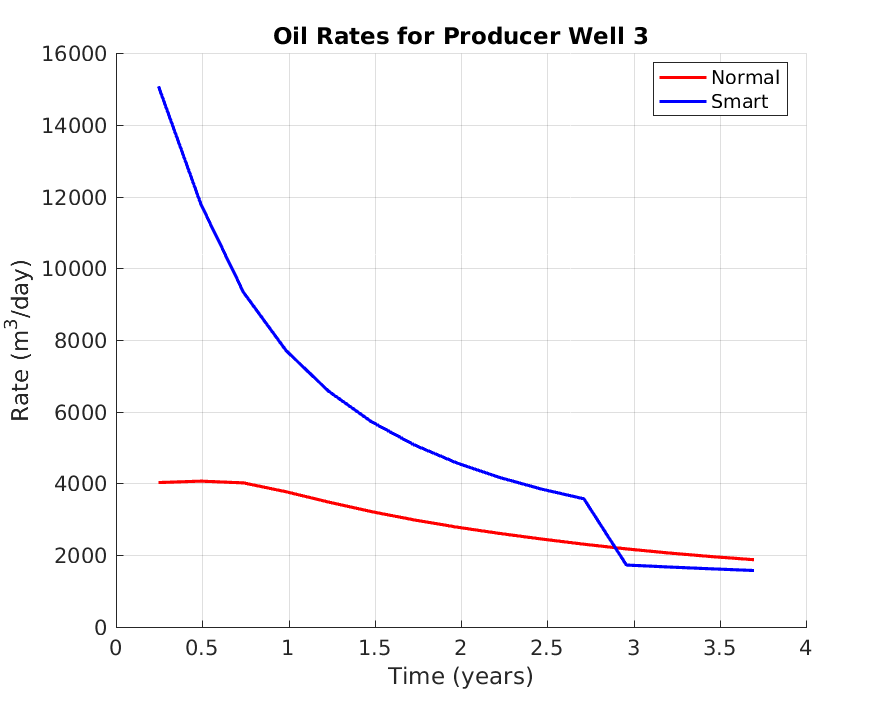 Oil Rates for Producer Well 3
Normal
Smart
Rate (m³/day)
16000
14000
12000
10000
8000
6000
4000
2000
0
0 0.5 1 1.5 2 2.5 3 3.5 4
Time (years)